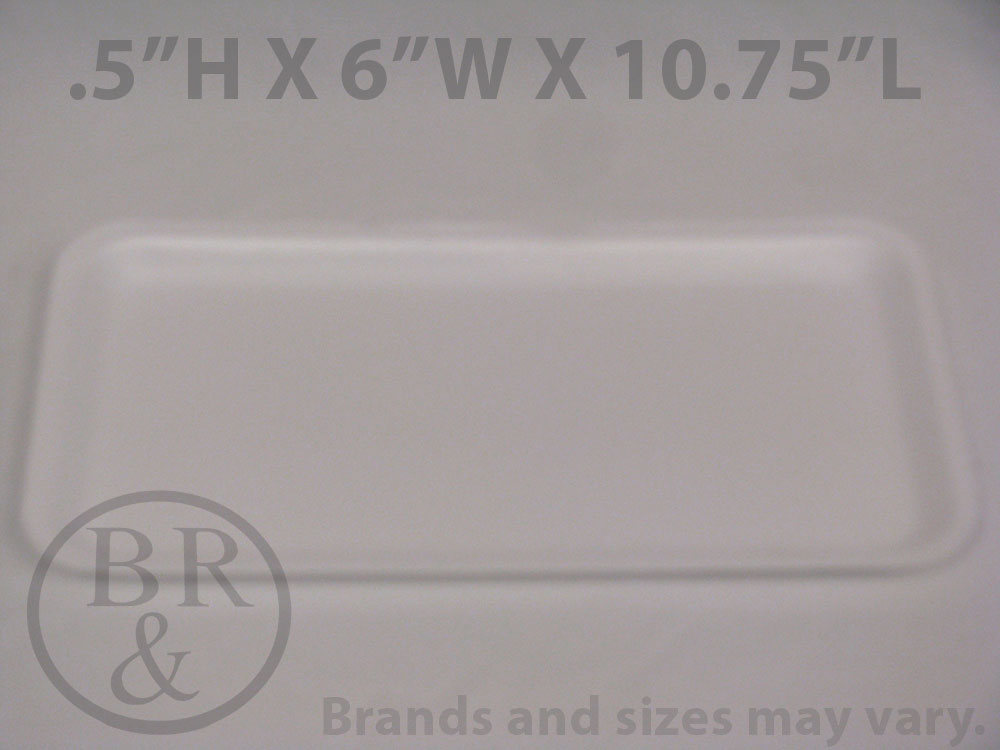 .5”H X 6”W X 10.75”L
BR
&
Brands and sizes may vary.